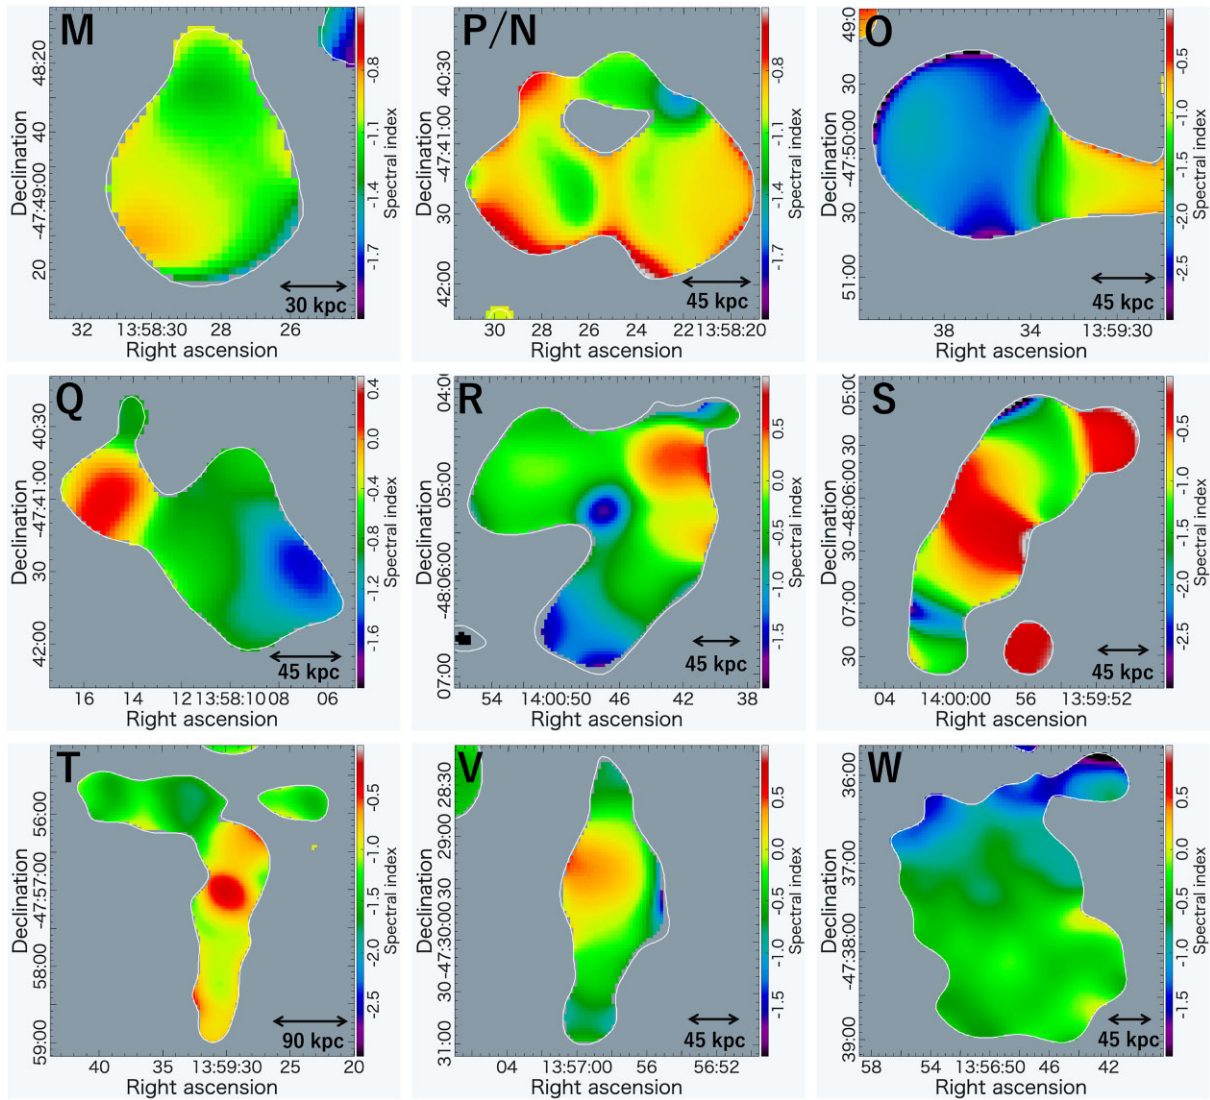 M
48:20
40
-47:49:00
20
Declination
32 13:58:30 28 26
Right ascension
30 kpc
-0.8
-1.1
-1.4
-1.7
Spectral index
P/N
40:30
-47:41:00
30
42:00
Declination
30 28 26 24 22 13:58:20
Right ascension
45 kpc
-0.8
-1.1
-1.4
-1.7
Spectral index
O
49:0
30
-47:50:00
30
51:00
Declination
38 34 13:59:30
Right ascension
45 kpc
-0.5
-1.0
-1.5
-2.0
-2.5
Spectral index
Q
40:30
-47:41:00
30
42:00
Declination
16 14 12 13:58:10 08 06
Right ascension
45 kpc
0.4
0.0
-0.4
-0.8
-1.2
-1.6
Spectral index
R
04:00
05:00
-48:06:00
07:00
Declination
54 14:00:50 46 42 38
Right ascension
45 kpc
0.5
0.0
-0.5
-1.0
-1.5
Spectral index
S
05:00
30
-48:06:00
30
07:00
30
Declination
04 14:00:00 56 13:59:52
Right ascension
45 kpc
-0.5
-1.0
-1.5
-2.0
-2.5
Spectral index
T
56:00
-47:57:00
58:00
59:00
Declination
40 35 13:59:30 25 20
Right ascension
90 kpc
-0.5
-1.0
-1.5
-2.0
-2.5
Spectral index
V
28:30
29:00
30
-47:30:00
30
31:00
Declination
04 13:57:00 56 56:52
Right ascension
45 kpc
0.5
0.0
-0.5
-1.0
-1.5
Spectral index
W
37:00
-47:38:00
39:00
Declination
58 54 13:56:50 46 42
Right ascension
45 kpc
0.5
0.0
-0.5
-1.0
-1.5
Spectral index